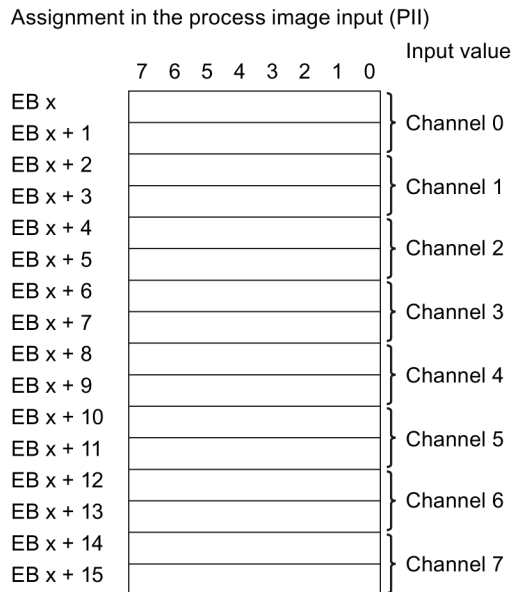 Assignment in the process image input (PII)
Input value
7 6 5 4 3 2 1 0
EB x
EB x + 1
Channel 0
EB x + 2
EB x + 3
Channel 1
EB x + 4
EB x + 5
Channel 2
EB x + 6
EB x + 7
Channel 3
EB x + 8
EB x + 9
Channel 4
EB x + 10
EB x + 11
Channel 5
EB x + 12
EB x + 13
Channel 6
EB x + 14
EB x + 15
Channel 7